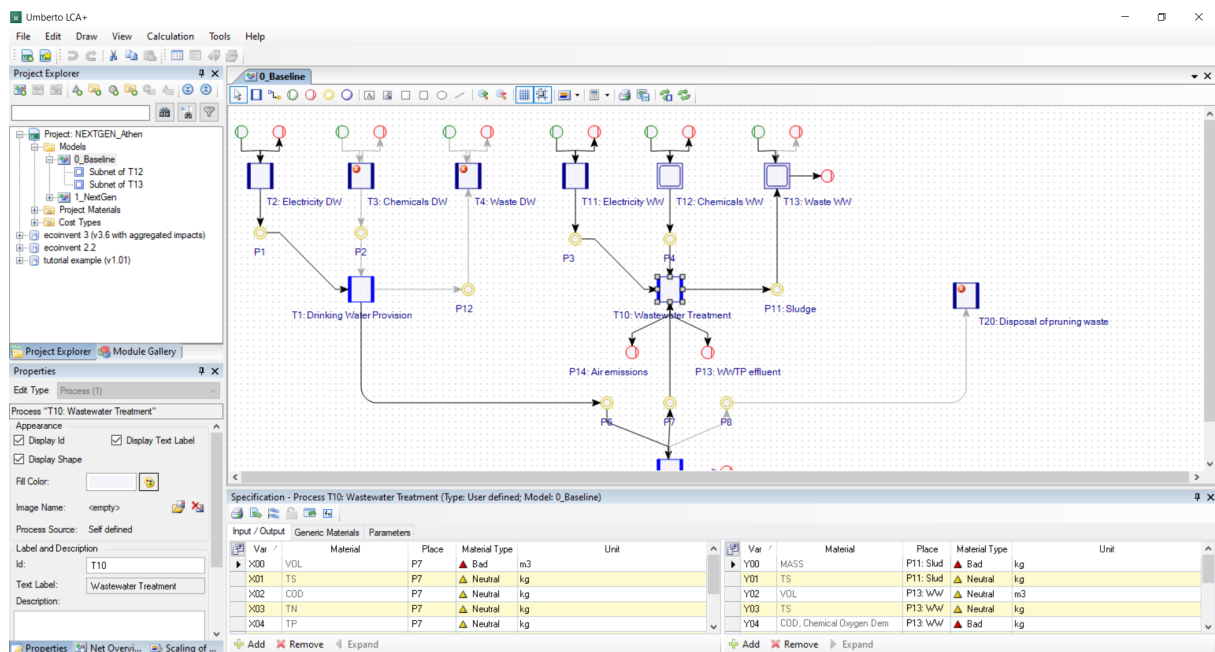 Umberto LCA+
File Edit Draw View Calculation Tools Help
Project Explorer
0_Baseline
Project: NEXTGEN_Athen
Models
0_Baseline
Subnet of T12
Subnet of T13
1_NextGen
Project Materials
Cost Types
ecoinvent 3 (v3.6 with aggregated impacts)
ecoinvent 2.2
tutorial example (v1.01)
Project Explorer Module Gallery
T2: Electricity DW T3: Chemicals DW T4: Waste DW T11: Electricity WW T12: Chemicals WW T13: Waste WW
P1 P2 P3 P4
P12 P11: Sludge
T1: Drinking Water Provision T10: Wastewater Treatment T20: Disposal of pruning waste
P14: Air emissions P13: WWTP effluent
P6 P7 P8
Properties
Edit Type Process (1)
Process "T10: Wastewater Treatment"
Appearance
Display Id Display Text Label
Display Shape
Fill Color:
Image Name: <empty>
Process Source: Self defined
Label and Description
Id: T10
Text Label: Wastewater Treatment
Description:
Properties Net Overvi... Scaling of ...
Specification - Process T10: Wastewater Treatment (Type: User defined; Model: 0_Baseline)
Input / Output Generic Materials Parameters
Var Material Place Material Type Unit
X00 VOL P7 Bad m3
X01 TS P7 Neutral kg
X02 COD P7 Neutral kg
X03 TN P7 Neutral kg
X04 TP P7 Neutral kg
Add Remove Expand
Var Material Place Material Type Unit
Y00 MASS P11: Slud Bad kg
Y01 TS P11: Slud Neutral kg
Y02 VOL P13: WW Neutral m3
Y03 TS P13: WW Neutral kg
Y04 COD, Chemical Oxygen Dem P13: WW Bad kg
Add Remove Expand